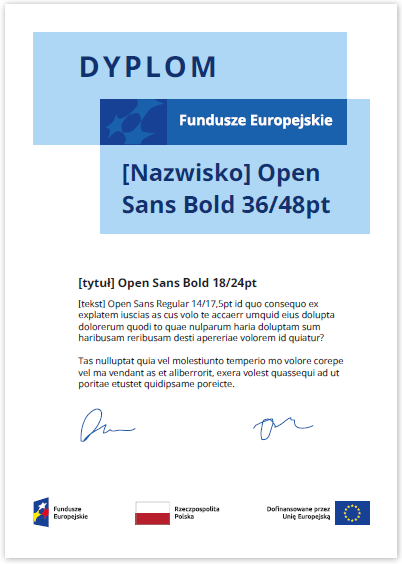 DYPLOM
Fundusze Europejskie
[Nazwisko] Open
Sans Bold 36/48pt
[tytuł] Open Sans Bold 18/24pt
[tekst] Open Sans Regular 14/17,5pt id quo consequo ex
explatem iuscias as cus volo te accaerr umquid eius dolupta
dolorerum quodi to quae nulparum haria doluptam sum
haribusam reribusam desti apereriae volorem id quiatur?
Tas nulluptat quia vel molestiunto temperio mo volore corepe
vel ma vendant as et aliberrorit, exera volest quassequi ad ut
poritae etustet quidipsame poreicte.
Fundusze
Europejskie
Rzeczpospolita
Polska
Dofinansowane przez
Unię Europejską